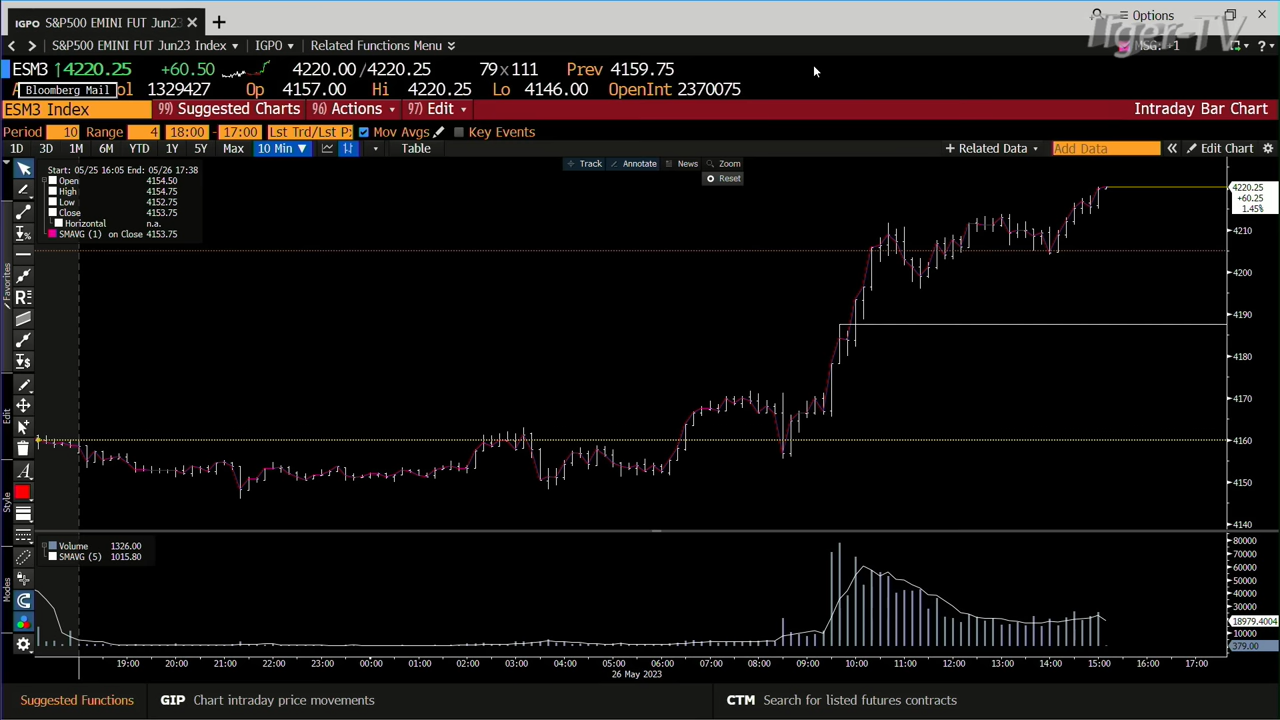 IGPO S&P500 EMINI FUT Jun23 × +
Options
Tiger-TV
S&P500 EMINI FUT Jun23 Index IGPO Related Functions Menu
MSG: +1
ESM3 ↑4220.25 +60.50 4220.00/4220.25 79×111 Prev 4159.75
Bloomberg Mail ol 1329427 Op 4157.00 Hi 4220.25 Lo 4146.00 OpenInt 2370075
ESM3 Index 99) Suggested Charts 96) Actions 97) Edit Intraday Bar Chart
Period 10 Range 4 18:00 - 17:00 Lst Trd/Lst P: Mov Avgs Key Events
1D 3D 1M 6M YTD 1Y 5Y Max 10 Min ▼ Table + Related Data Add Data « Edit Chart
Track Annotate News Zoom
Reset
Start: 05/25 16:05 End: 05/26 17:38
Open 4154.50
High 4154.75
Low 4152.75
Close 4153.75
Horizontal n.a.
SMAVG (1) on Close 4153.75
4220.25
+60.25
1.45%
4210
4200
4190
4180
4170
4160
4150
4140
Favorites
Edit
Style
Modes
Volume 1326.00
SMAVG (5) 1015.80
80000
70000
60000
50000
40000
30000
18979.4004
10000
379.00
19:00 20:00 21:00 22:00 23:00 00:00 01:00 02:00 03:00 04:00 05:00 06:00 07:00 08:00 09:00 10:00 11:00 12:00 13:00 14:00 15:00 16:00 17:00
26 May 2023
Suggested Functions GIP Chart intraday price movements CTM Search for listed futures contracts